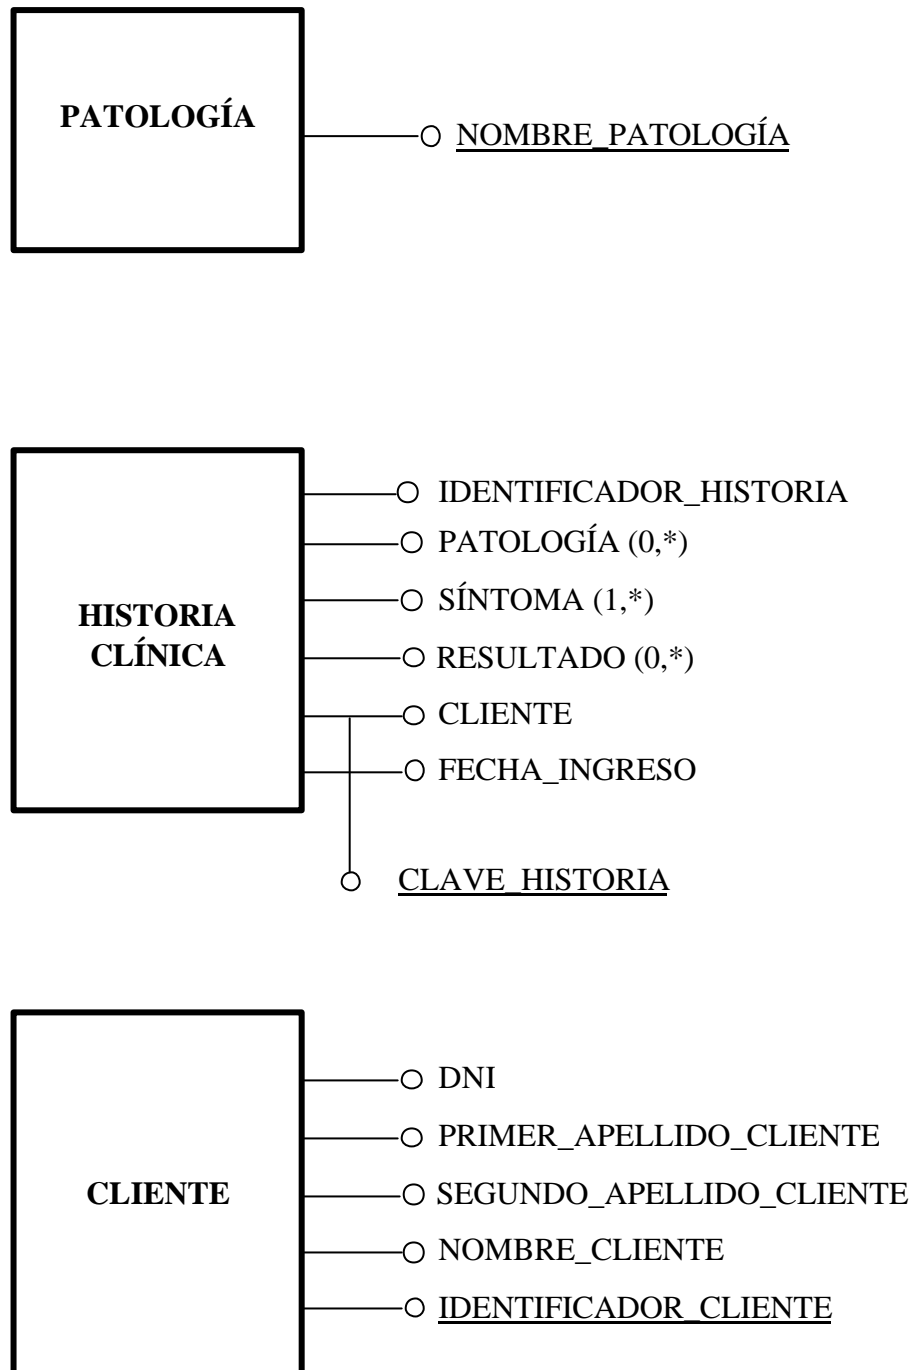 PATOLOGÍA
NOMBRE_PATOLOGÍA
HISTORIA
CLÍNICA
IDENTIFICADOR_HISTORIA
PATOLOGÍA (0,*)
SÍNTOMA (1,*)
RESULTADO (0,*)
CLIENTE
FECHA_INGRESO
CLAVE_HISTORIA
CLIENTE
DNI
PRIMER_APELLIDO_CLIENTE
SEGUNDO_APELLIDO_CLIENTE
NOMBRE_CLIENTE
IDENTIFICADOR_CLIENTE